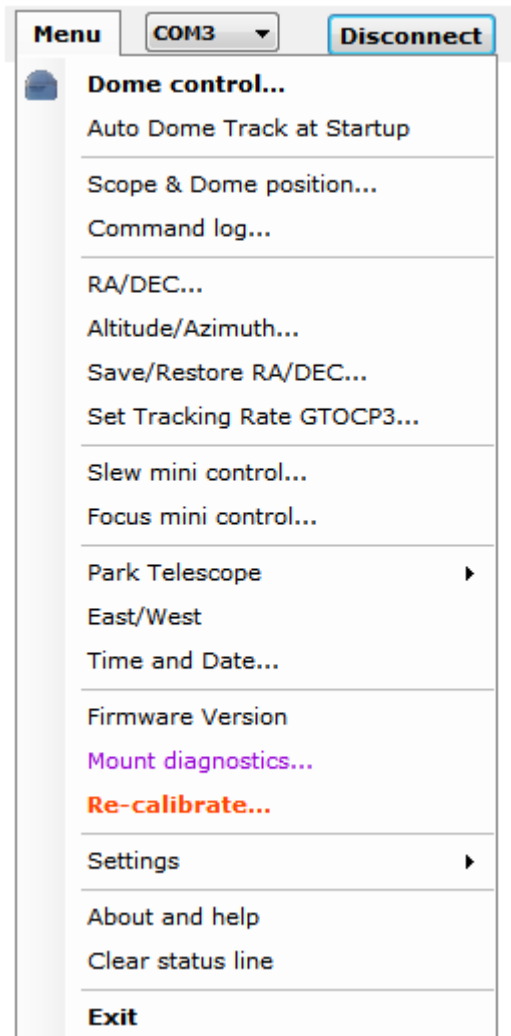 Menu COM3 Disconnect
Dome control...
Auto Dome Track at Startup
Scope & Dome position...
Command log...
RA/DEC...
Altitude/Azimuth...
Save/Restore RA/DEC...
Set Tracking Rate GTOCP3...
Slew mini control...
Focus mini control...
Park Telescope
East/West
Time and Date...
Firmware Version
Mount diagnostics...
Re-calibrate...
Settings
About and help
Clear status line
Exit